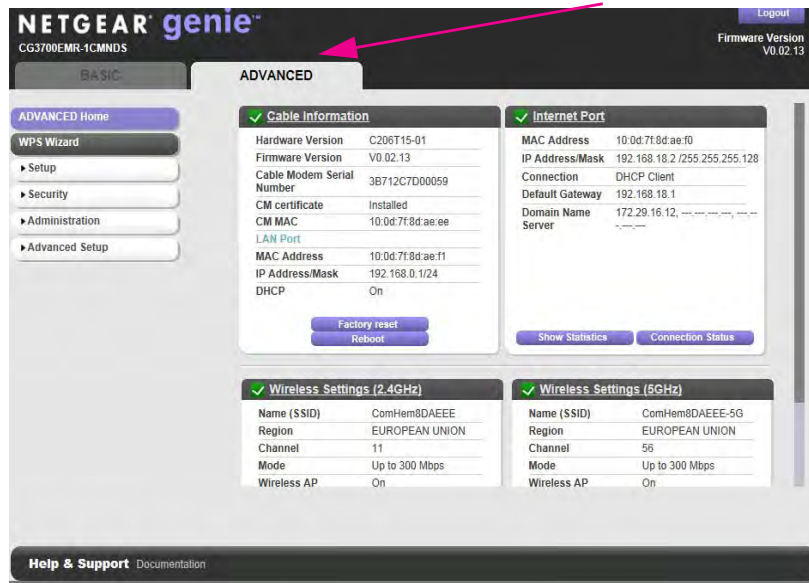 NETGEAR genie™
CG3700EMR-1CMNDS
Logout
Firmware Version
V0.02.13
BASIC
ADVANCED
ADVANCED Home
WPS Wizard
Setup
Security
Administration
Advanced Setup
Cable Information
Hardware Version C206T15-01
Firmware Version V0.02.13
Cable Modem Serial
Number 3B712C7D00059
CM certificate Installed
CM MAC 10:0d:7f:8d:ae:ee
LAN Port
MAC Address 10:0d:7f:8d:ae:f1
IP Address/Mask 192.168.0.1/24
DHCP On
Factory reset
Reboot
Internet Port
MAC Address 10:0d:7f:8d:ae:f0
IP Address/Mask 192.168.18.2 /255.255.255.128
Connection DHCP Client
Default Gateway 192.168.18.1
Domain Name 172.29.16.12, ---.---.---.---, ---.--
Server -.---.---
Show Statistics
Connection Status
Wireless Settings (2.4GHz)
Name (SSID) ComHem8DAEEE
Region EUROPEAN UNION
Channel 11
Mode Up to 300 Mbps
Wireless AP On
Wireless Settings (5GHz)
Name (SSID) ComHem8DAEEE-5G
Region EUROPEAN UNION
Channel 56
Mode Up to 300 Mbps
Wireless AP On
Help & Support Documentation